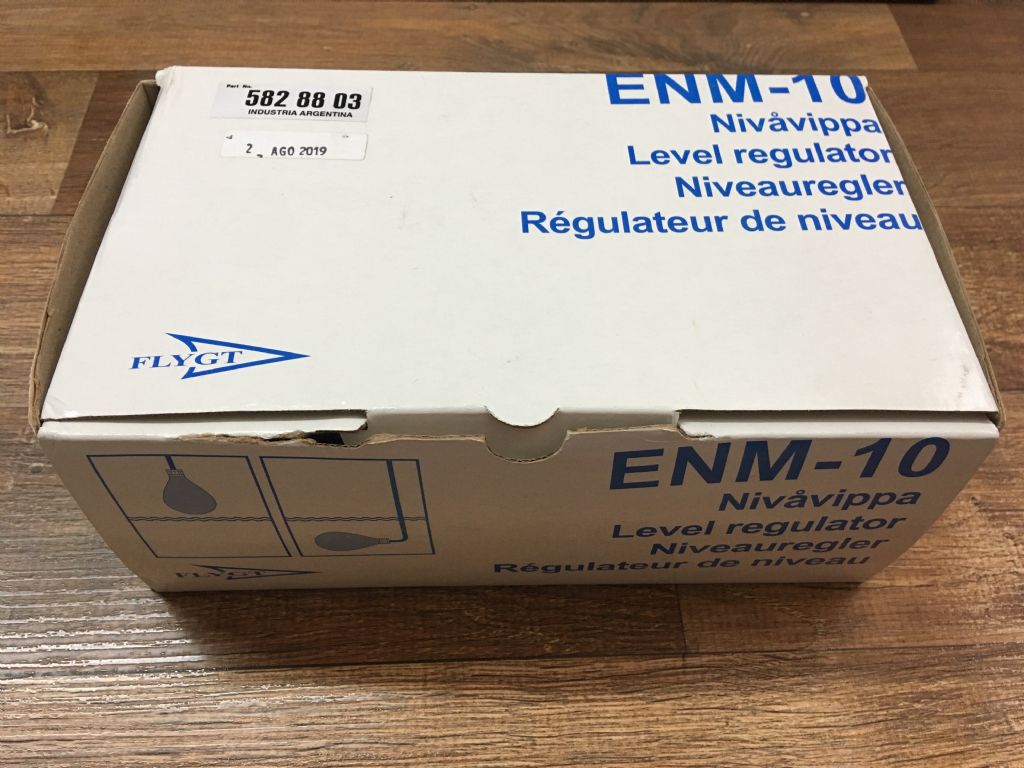 Part No.
582 88 03
INDUSTRIA ARGENTINA
2 AGO 2019
ENM-10
Nivåvippa
Level regulator
Niveauregler
Régulateur de niveau
FLYGT
ENM-10
Nivåvippa
Level regulator
Niveauregler
Régulateur de niveau
FLYGT